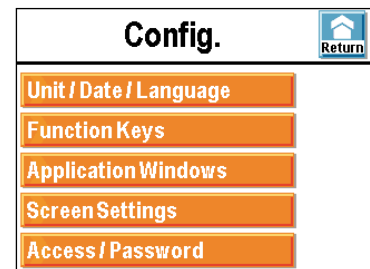 Config.
Return
Unit / Date / Language
Function Keys
Application Windows
Screen Settings
Access / Password